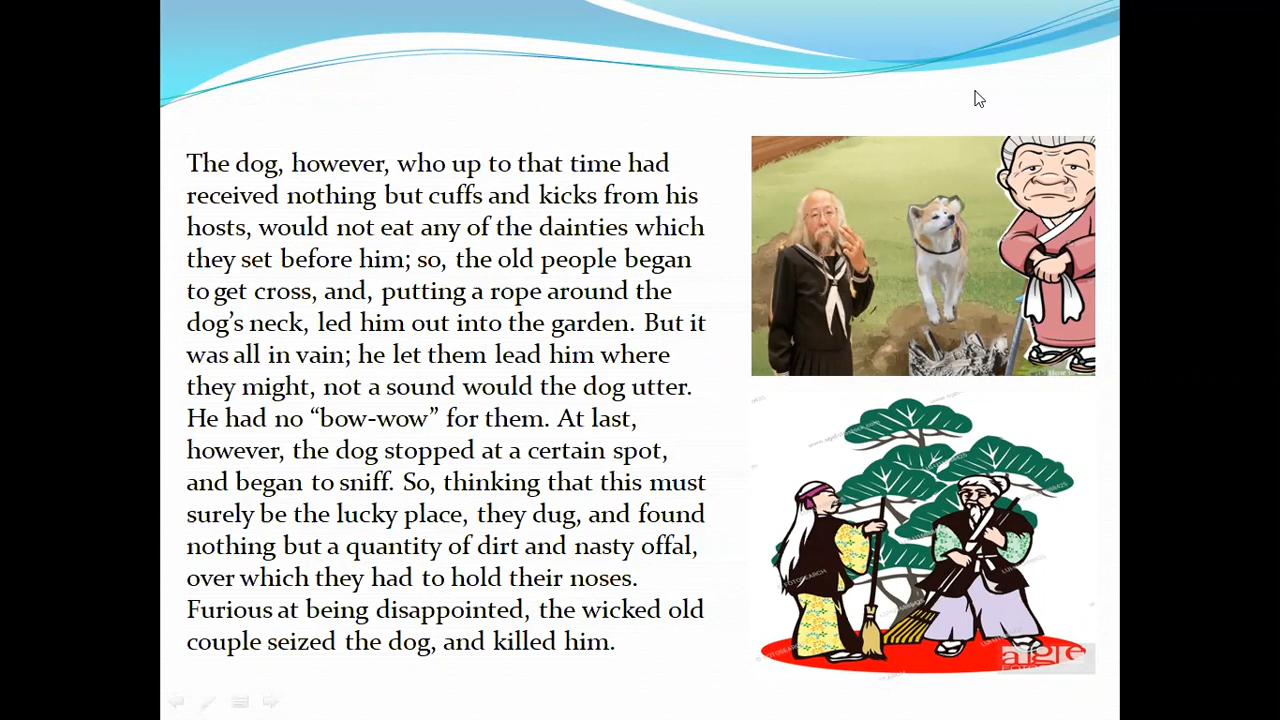 The dog, however, who up to that time had
received nothing but cuffs and kicks from his
hosts, would not eat any of the dainties which
they set before him; so, the old people began
to get cross, and, putting a rope around the
dog’s neck, led him out into the garden. But it
was all in vain; he let them lead him where
they might, not a sound would the dog utter.
He had no “bow-wow” for them. At last,
however, the dog stopped at a certain spot,
and began to sniff. So, thinking that this must
surely be the lucky place, they dug, and found
nothing but a quantity of dirt and nasty offal,
over which they had to hold their noses.
Furious at being disappointed, the wicked old
couple seized the dog, and killed him.